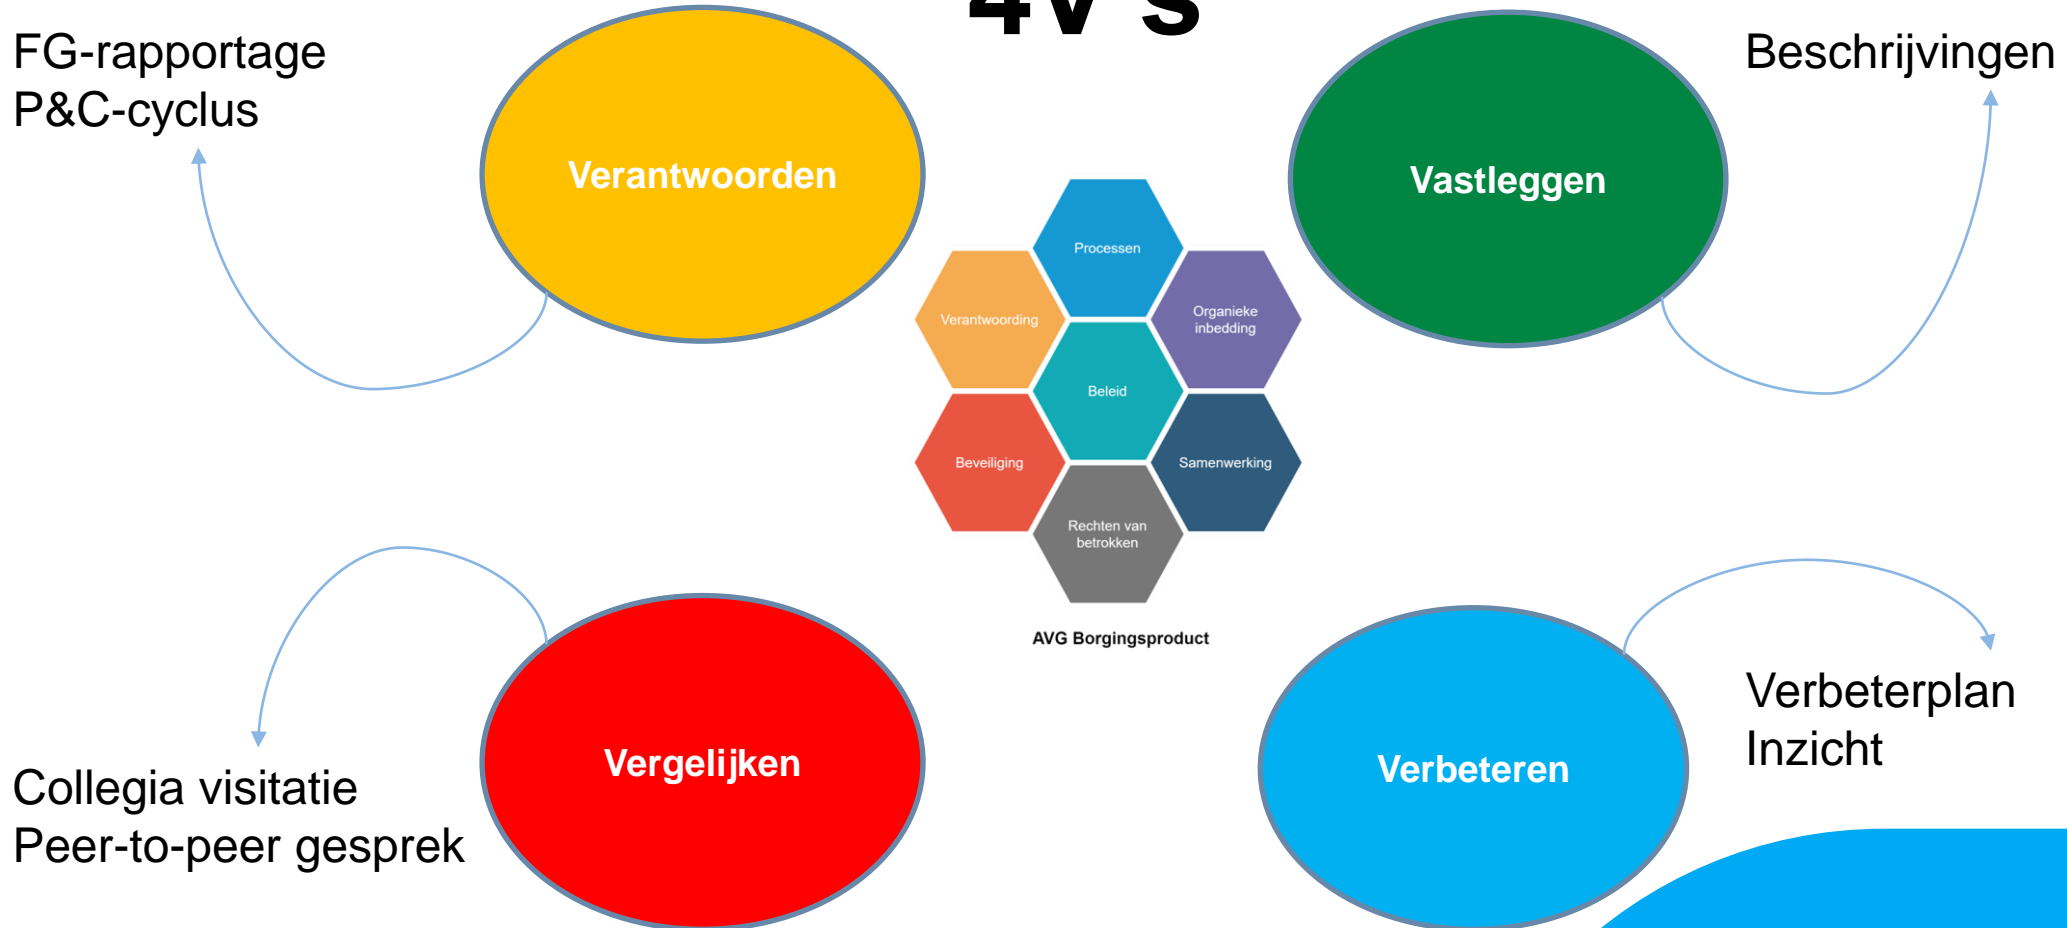 4V's
FG-rapportage
P&C-cyclus
Verantwoorden
Vastleggen
Beschrijvingen
Processen
Verantwoording
Organieke
inbedding
Beleid
Beveiliging
Samenwerking
Rechten van
betrokken
AVG Borgingsproduct
Collegia visitatie
Peer-to-peer gesprek
Vergelijken
Verbeteren
Verbeterplan
Inzicht